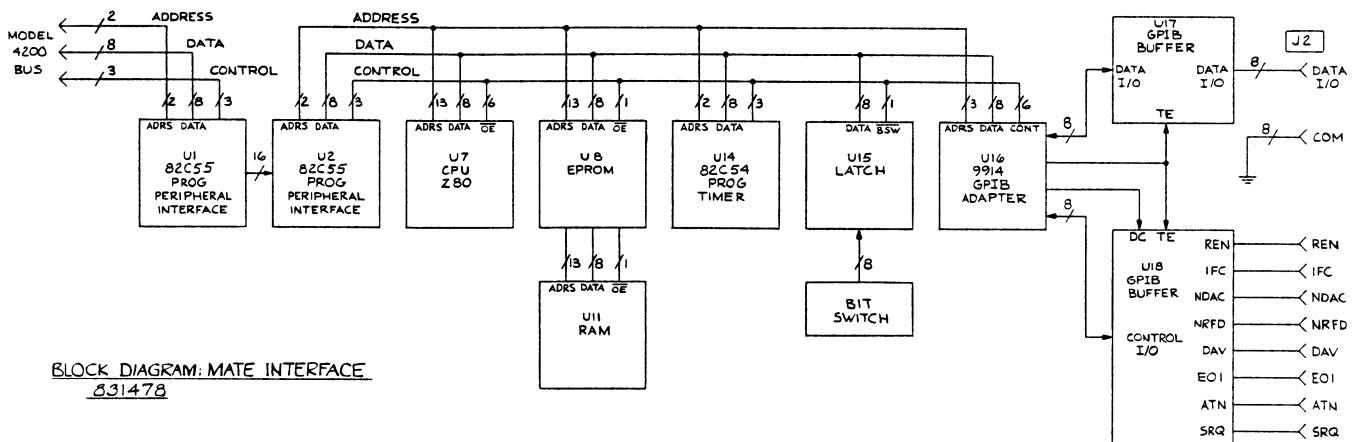 2 ADDRESS
MODEL 4200 BUS
8 DATA
3 CONTROL
ADDRESS
DATA
CONTROL
2 8 3
ADRS DATA
U1
82C55
PROG
PERIPHERAL
INTERFACE
16
2 8 3
ADRS DATA
U2
82C55
PROG
PERIPHERAL
INTERFACE
13 8 6
ADRS DATA OE
U7
CPU
Z80
13 8 1
ADRS DATA OE
U8
EPROM
13 8 1
ADRS DATA OE
U11
RAM
2 8 3
ADRS DATA
U14
82C54
PROG
TIMER
8 1
DATA BSW
U15
LATCH
8
BIT
SWITCH
3 8 6
ADRS DATA CONT
U16
9914
GPIB
ADAPTER
8
8
U17
GPIB
BUFFER
DATA I/O
DATA I/O
TE
J2
8 DATA I/O
8 COM
DC TE
U18
GPIB
BUFFER
CONTROL
I/O
REN REN
IFC IFC
NDAC NDAC
NRFD NRFD
DAV DAV
EOI EOI
ATN ATN
SRQ SRQ
BLOCK DIAGRAM: MATE INTERFACE
831478